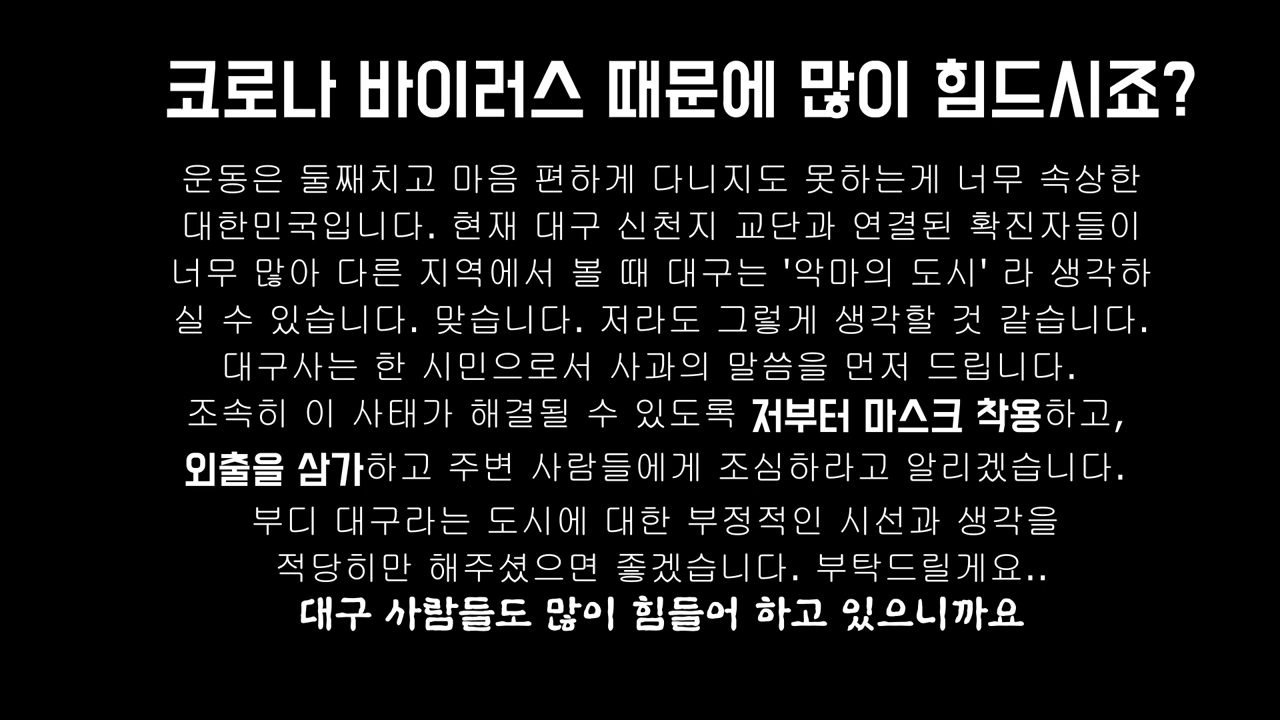 코로나 바이러스 때문에 많이 힘드시죠?
운동은 둘째치고 마음 편하게 다니지도 못하는게 너무 속상한
대한민국입니다. 현재 대구 신천지 교단과 연결된 확진자들이
너무 많아 다른 지역에서 볼 때 대구는 '악마의 도시' 라 생각하
실 수 있습니다. 맞습니다. 저라도 그렇게 생각할 것 같습니다.
대구사는 한 시민으로서 사과의 말씀을 먼저 드립니다.
조속히 이 사태가 해결될 수 있도록 저부터 마스크 착용하고,
외출을 삼가하고 주변 사람들에게 조심하라고 알리겠습니다.
부디 대구라는 도시에 대한 부정적인 시선과 생각을
적당히만 해주셨으면 좋겠습니다. 부탁드릴게요..
대구 사람들도 많이 힘들어 하고 있으니까요